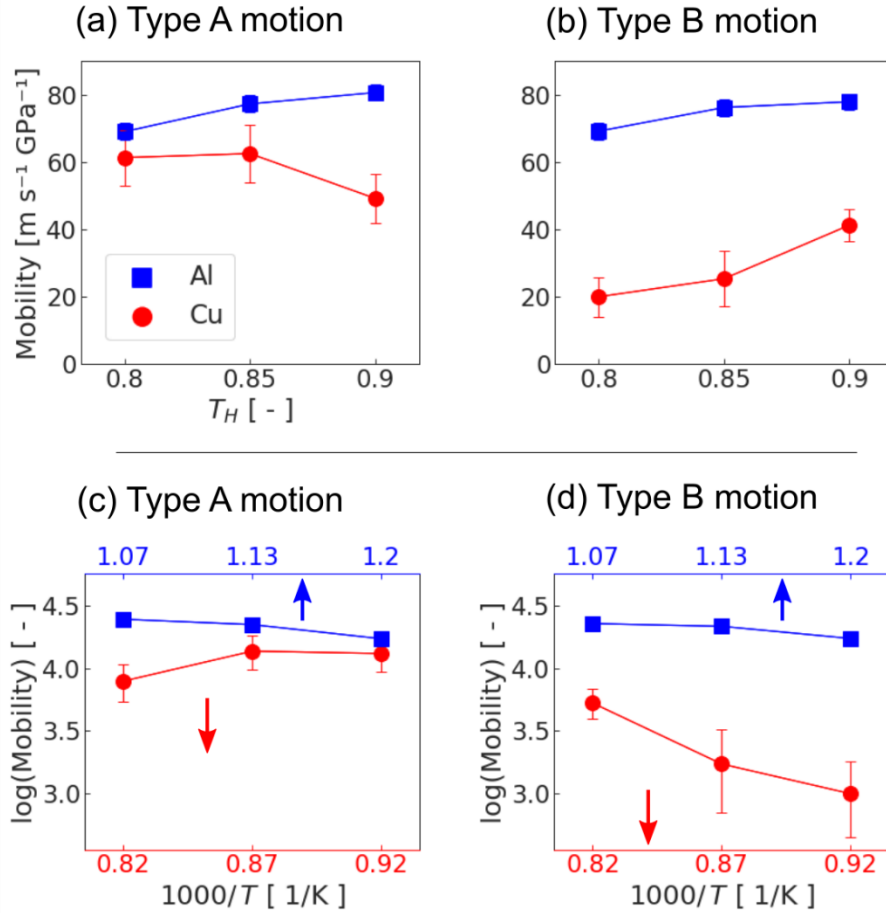 (a) Type A motion
(b) Type B motion
Mobility [m s⁻¹ GPa⁻¹]
80
60
40
20
0
Al
Cu
0.8 0.85 0.9
T_H [ - ]
80
60
40
20
0
0.8 0.85 0.9
(c) Type A motion
(d) Type B motion
1.07 1.13 1.2
log(Mobility) [ - ]
4.5
4.0
3.5
3.0
0.82 0.87 0.92
1000/T [ 1/K ]
1.07 1.13 1.2
log(Mobility) [ - ]
4.5
4.0
3.5
3.0
0.82 0.87 0.92
1000/T [ 1/K ]